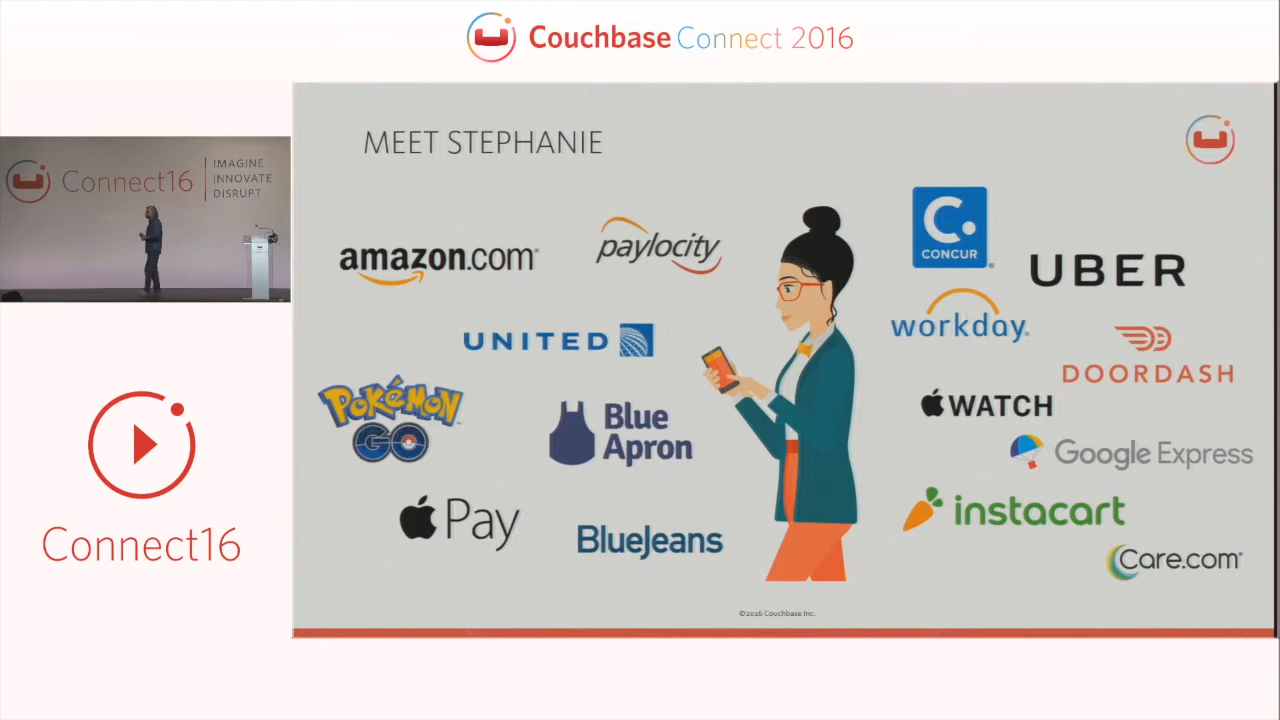 Couchbase Connect 2016
Connect16
IMAGINE
INNOVATE
DISRUPT
Connect16
MEET STEPHANIE
amazon.com
paylocity
C.
CONCUR
UBER
UNITED
workday.
DOORDASH
POKÉMON
GO
Blue
Apron
WATCH
Google Express
Pay
BlueJeans
instacart
Care.com
©2016 Couchbase Inc.